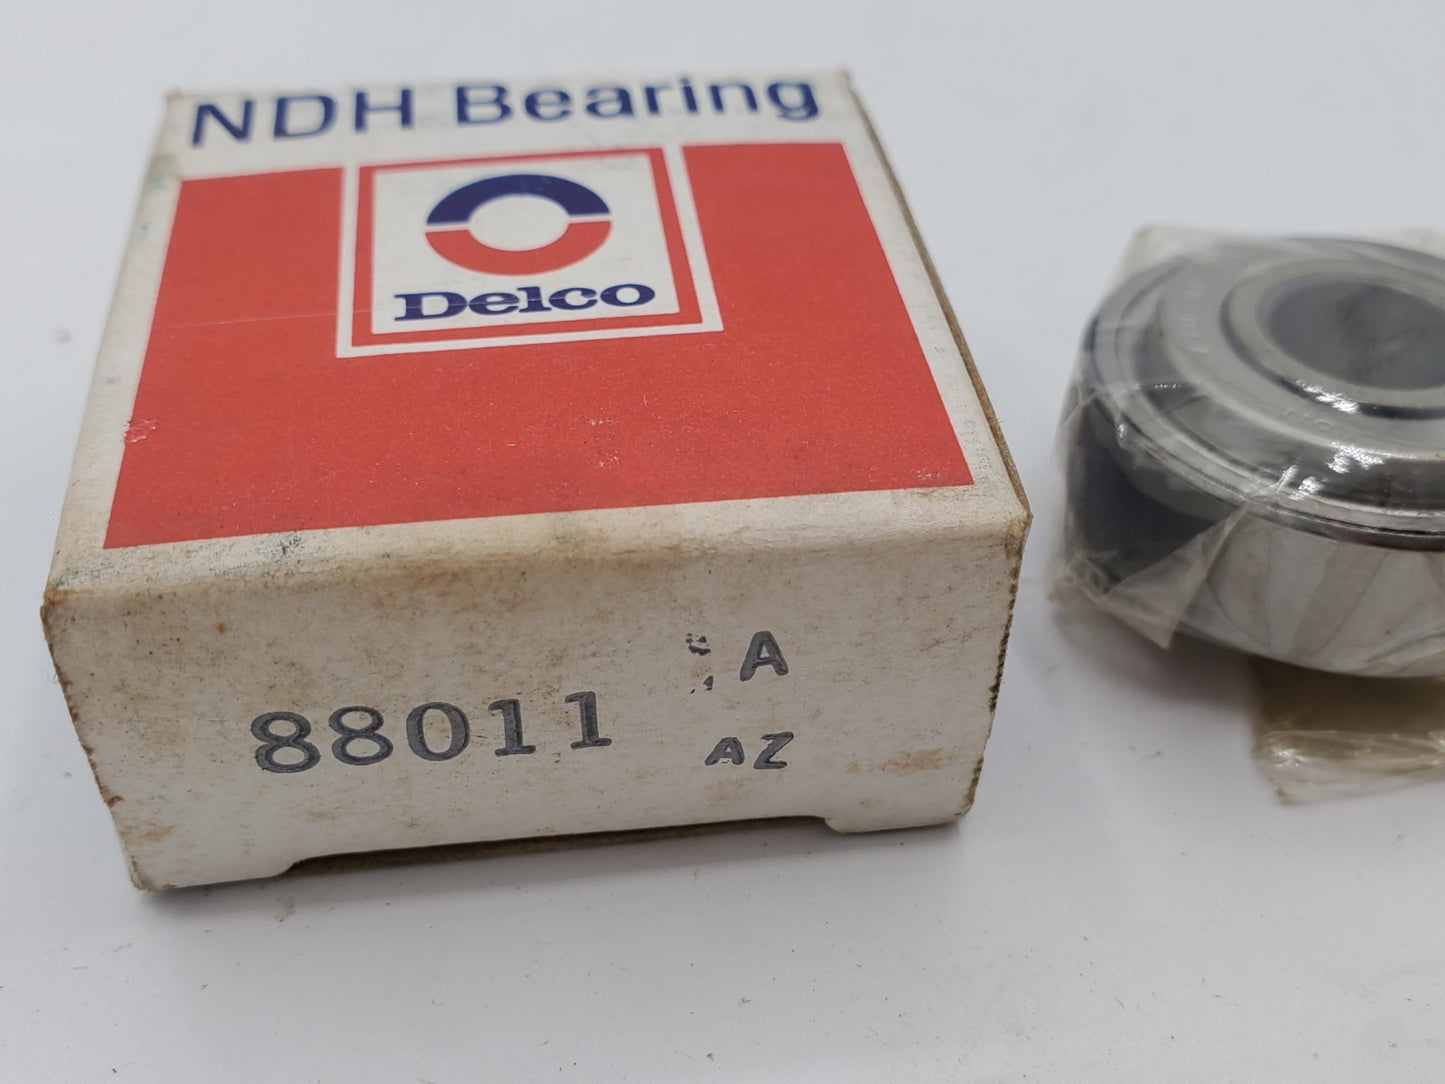 NDH Bearing
Delco
A
88011
AZ